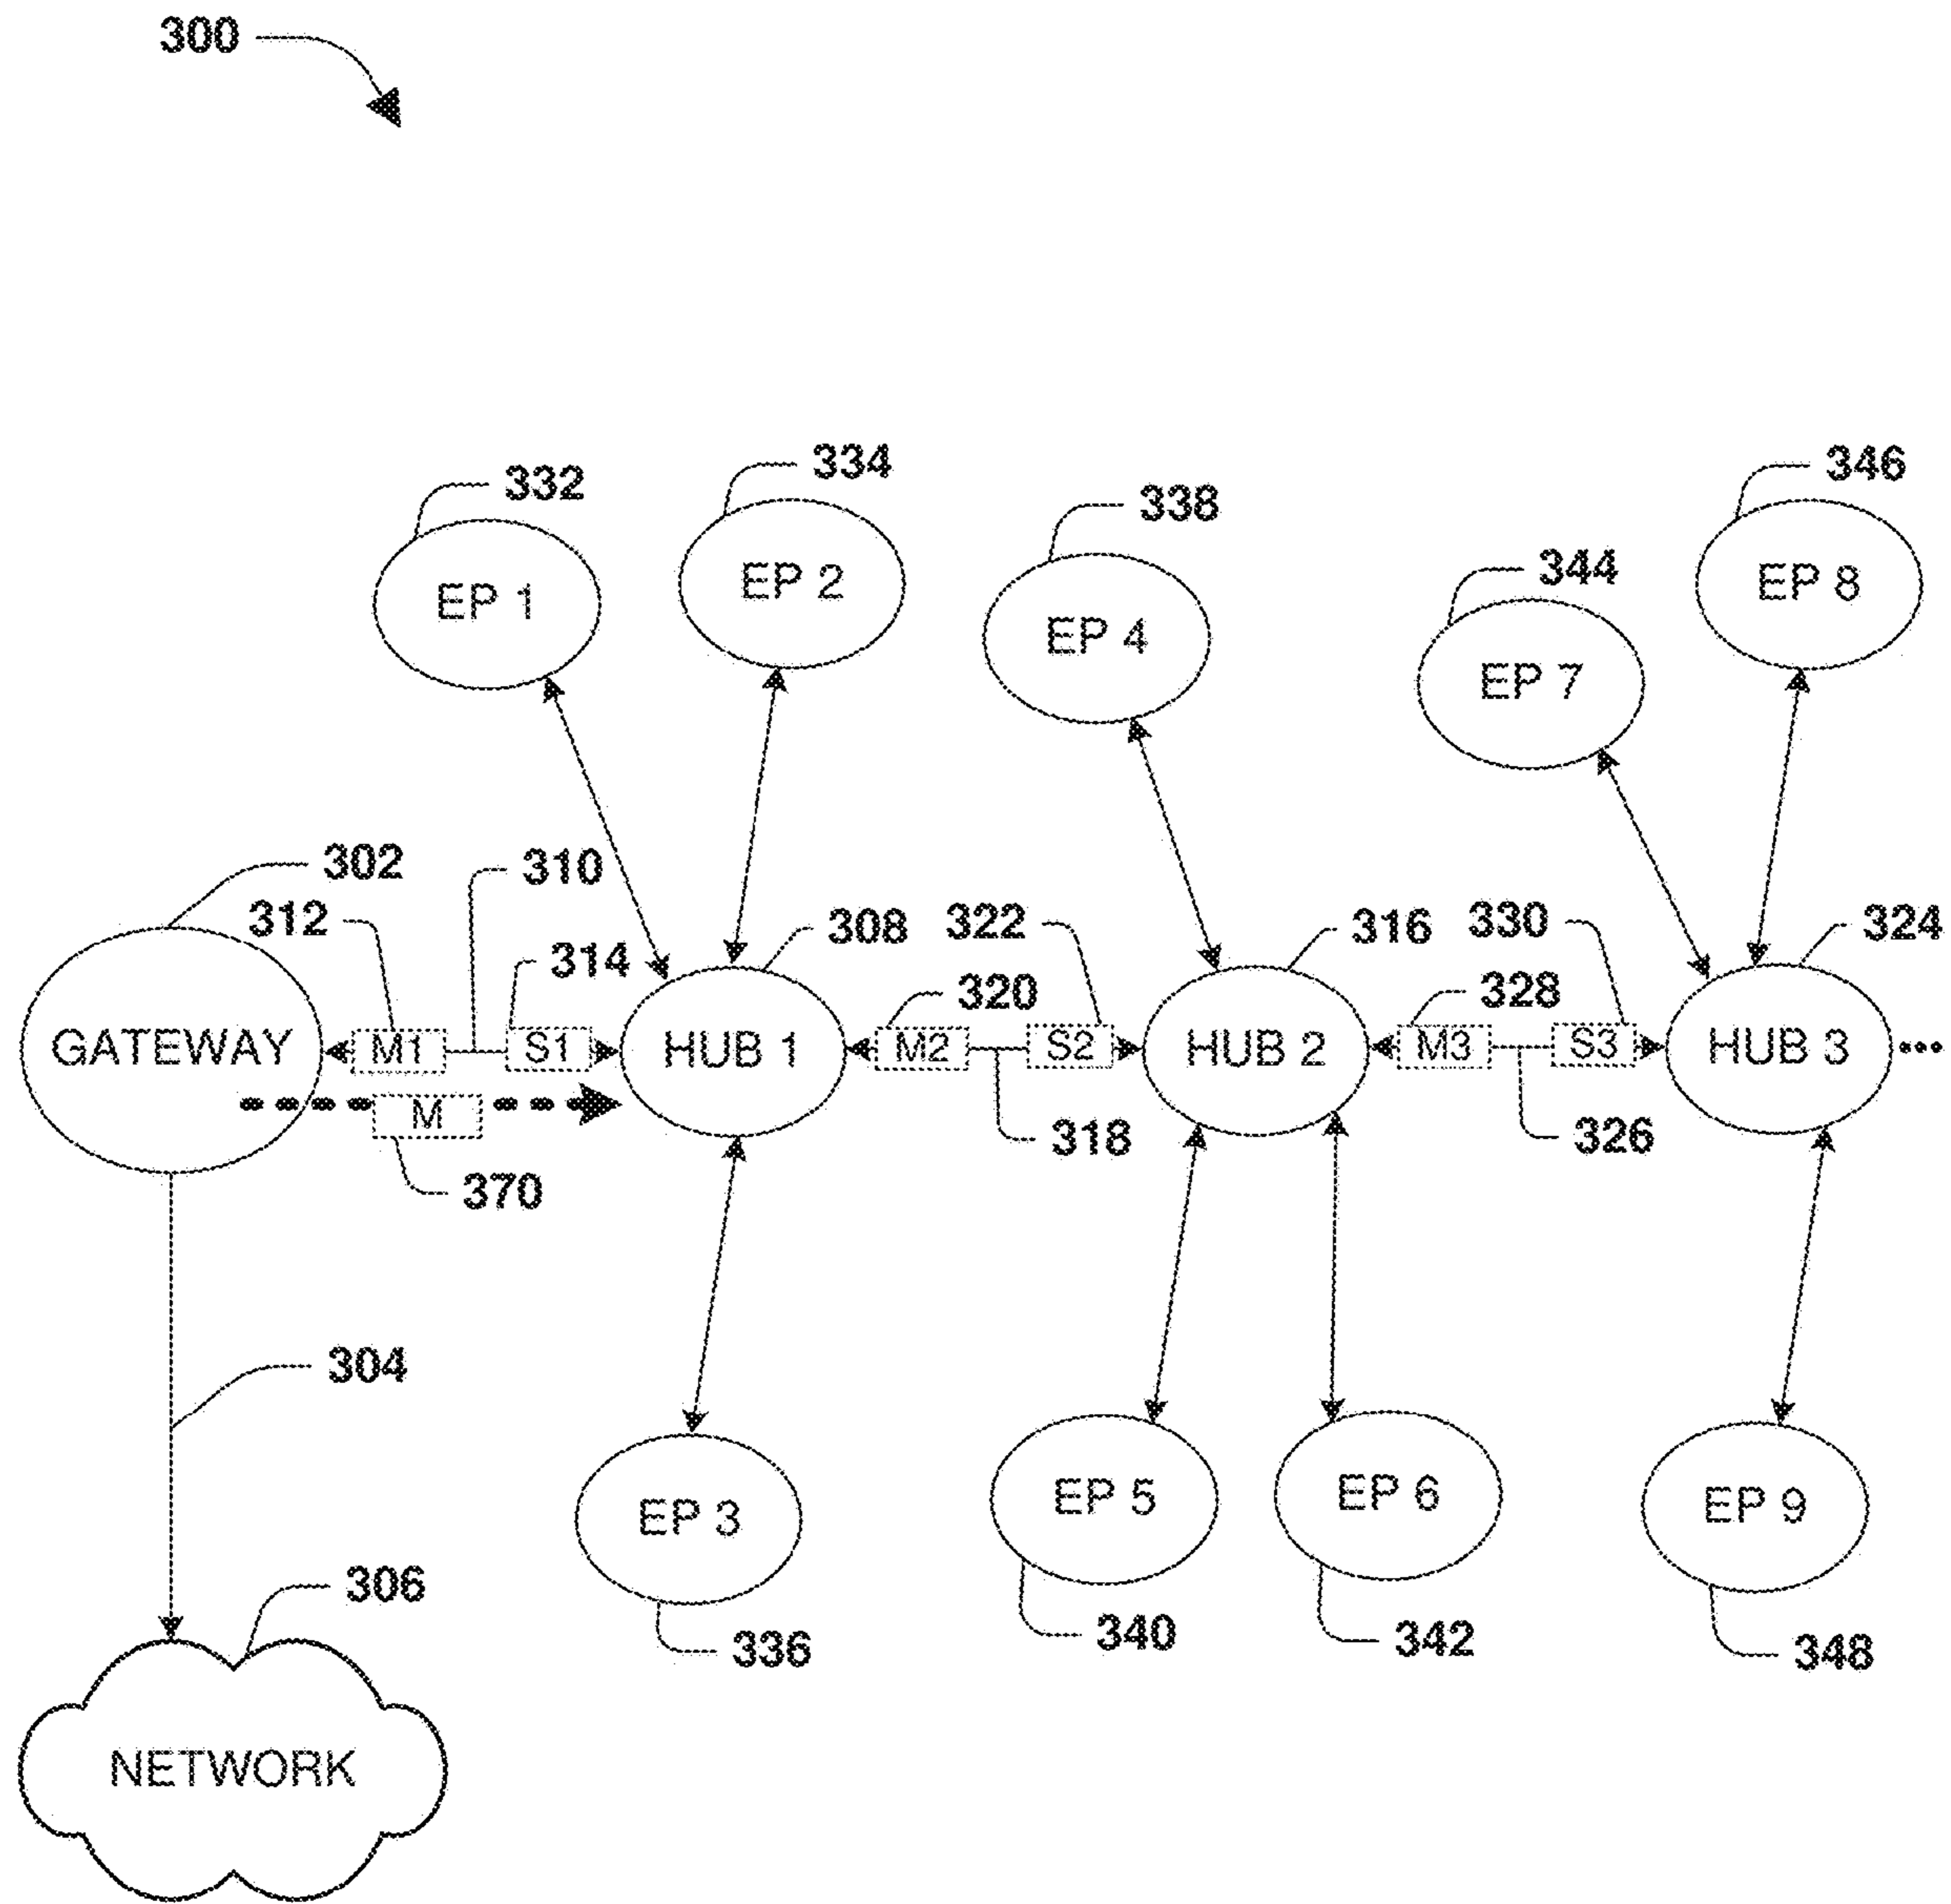 300
332
334
338
346
344
EP 1
EP 2
EP 4
EP 7
EP 8
302
310
312
314
308
322
316
330
324
320
328
GATEWAY
M1
S1
HUB 1
M2
S2
HUB 2
M3
S3
HUB 3
•••
M
318
326
370
304
306
EP 3
EP 5
EP 6
EP 9
336
340
342
348
NETWORK